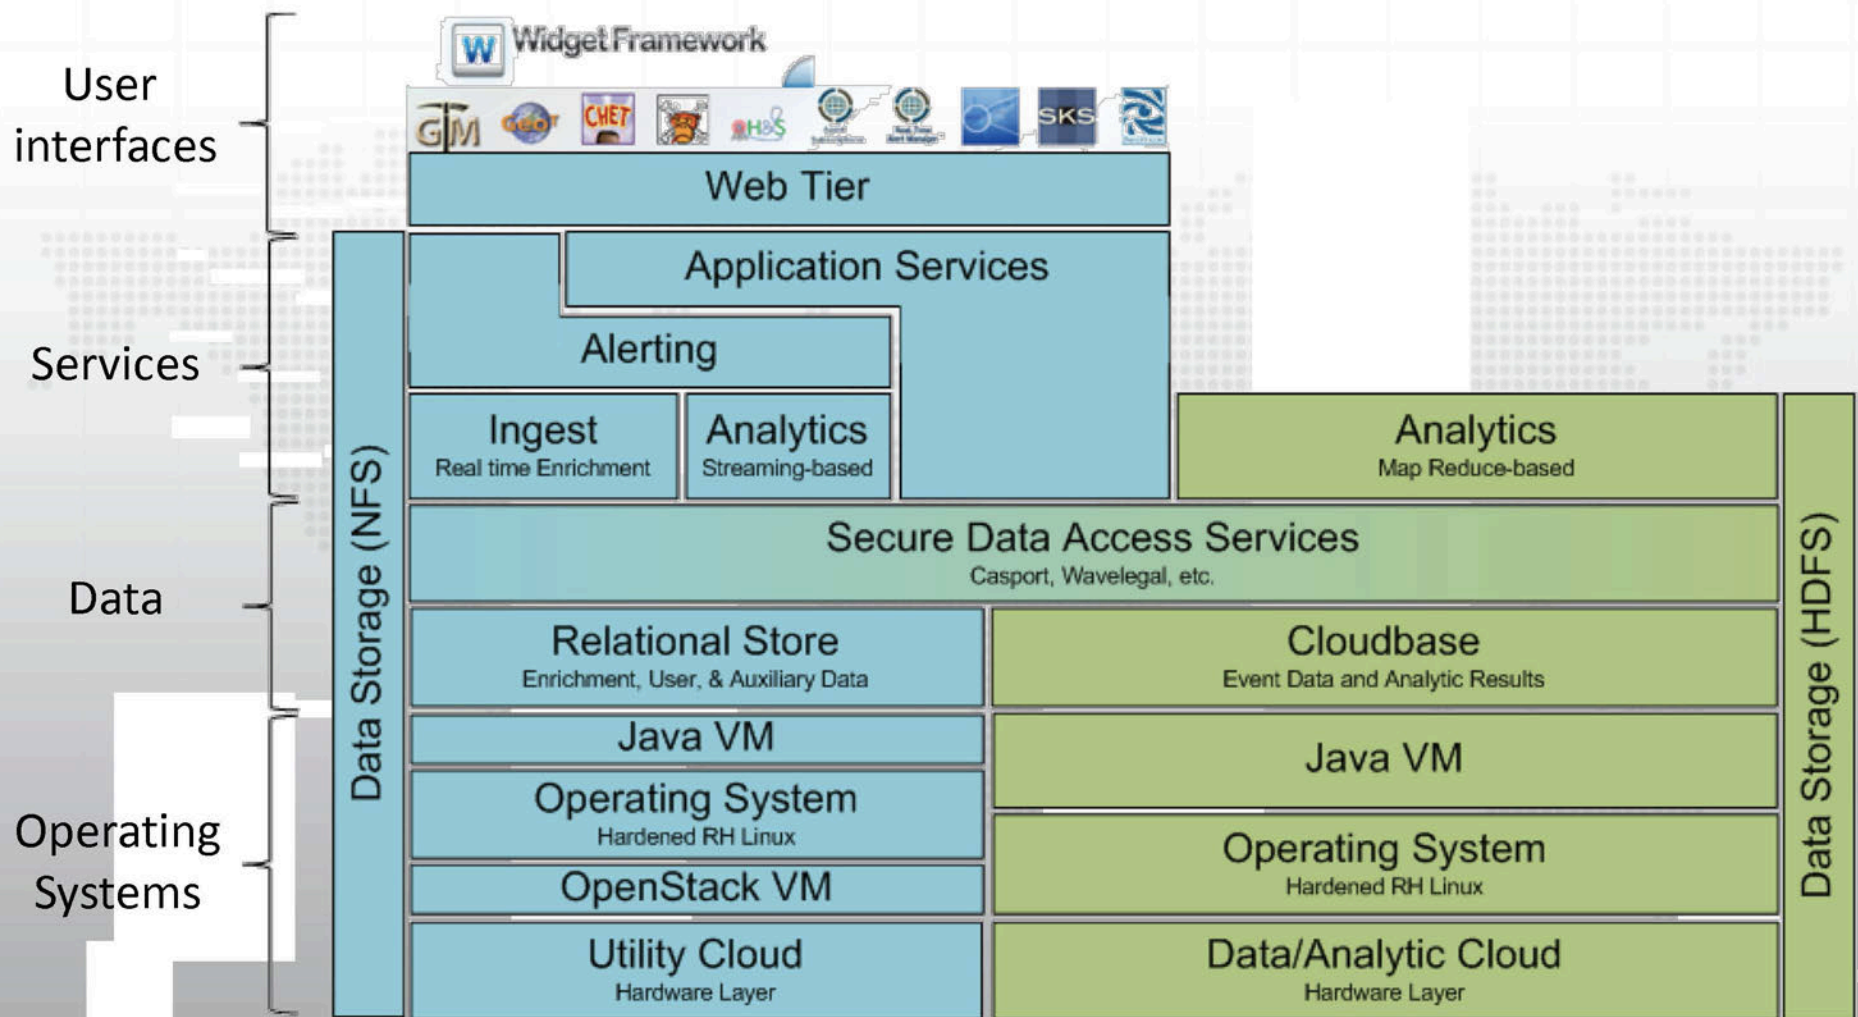 User
interfaces
Services
Data
Operating
Systems
W Widget Framework
GTM
GeoT
CHET
SKS
Web Tier
Application Services
Alerting
Ingest
Real time Enrichment
Analytics
Streaming-based
Analytics
Map Reduce-based
Data Storage (NFS)
Secure Data Access Services
Casport, Wavelegal, etc.
Relational Store
Enrichment, User, & Auxiliary Data
Cloudbase
Event Data and Analytic Results
Java VM
Java VM
Operating System
Hardened RH Linux
Operating System
Hardened RH Linux
OpenStack VM
Utility Cloud
Hardware Layer
Data/Analytic Cloud
Hardware Layer
Data Storage (HDFS)